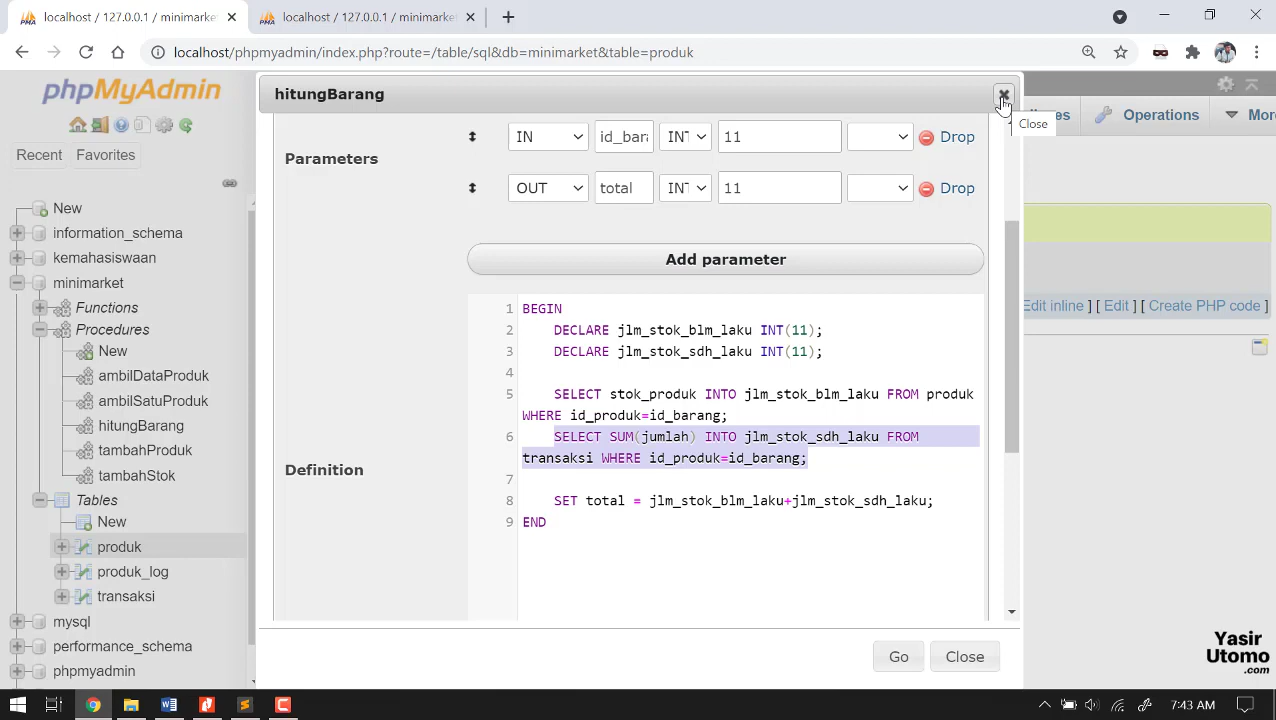 localhost / 127.0.0.1 / minimarket
localhost / 127.0.0.1 / minimarket
localhost/phpmyadmin/index.php?route=/table/sql&db=minimarket&table=produk
phpMyAdmin
Recent
Favorites
New
information_schema
kemahasiswaan
minimarket
Functions
Procedures
New
ambilDataProduk
ambilSatuProduk
hitungBarang
tambahProduk
tambahStok
Tables
New
produk
produk_log
transaksi
mysql
performance_schema
phpmyadmin
hitungBarang
Close
Operations
Parameters
IN
id_bara
INT
11
Drop
OUT
total
INT
11
Drop
Add parameter
Definition
1 BEGIN
2 DECLARE jlm_stok_blm_laku INT(11);
3 DECLARE jlm_stok_sdh_laku INT(11);
4
5 SELECT stok_produk INTO jlm_stok_blm_laku FROM produk
WHERE id_produk=id_barang;
6 SELECT SUM(jumlah) INTO jlm_stok_sdh_laku FROM
transaksi WHERE id_produk=id_barang;
7
8 SET total = jlm_stok_blm_laku+jlm_stok_sdh_laku;
9 END
Edit inline ] [ Edit ] [ Create PHP code ]
Go
Close
Yasir
Utomo
.com
7:43 AM